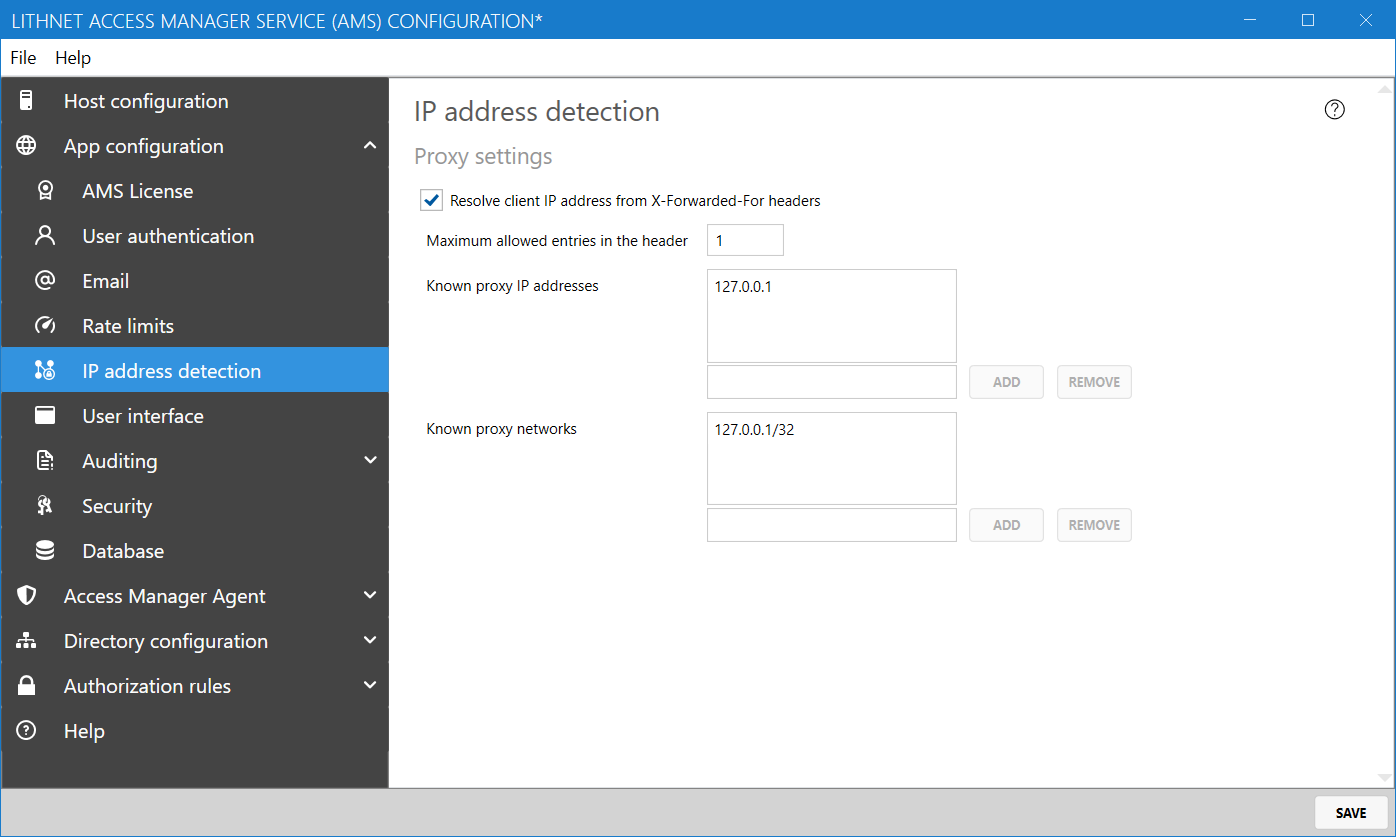 LITHNET ACCESS MANAGER SERVICE (AMS) CONFIGURATION*
File Help
Host configuration
App configuration
AMS License
User authentication
Email
Rate limits
IP address detection
User interface
Auditing
Security
Database
Access Manager Agent
Directory configuration
Authorization rules
Help
IP address detection
Proxy settings
Resolve client IP address from X-Forwarded-For headers
Maximum allowed entries in the header 1
Known proxy IP addresses 127.0.0.1
ADD REMOVE
Known proxy networks 127.0.0.1/32
ADD REMOVE
SAVE